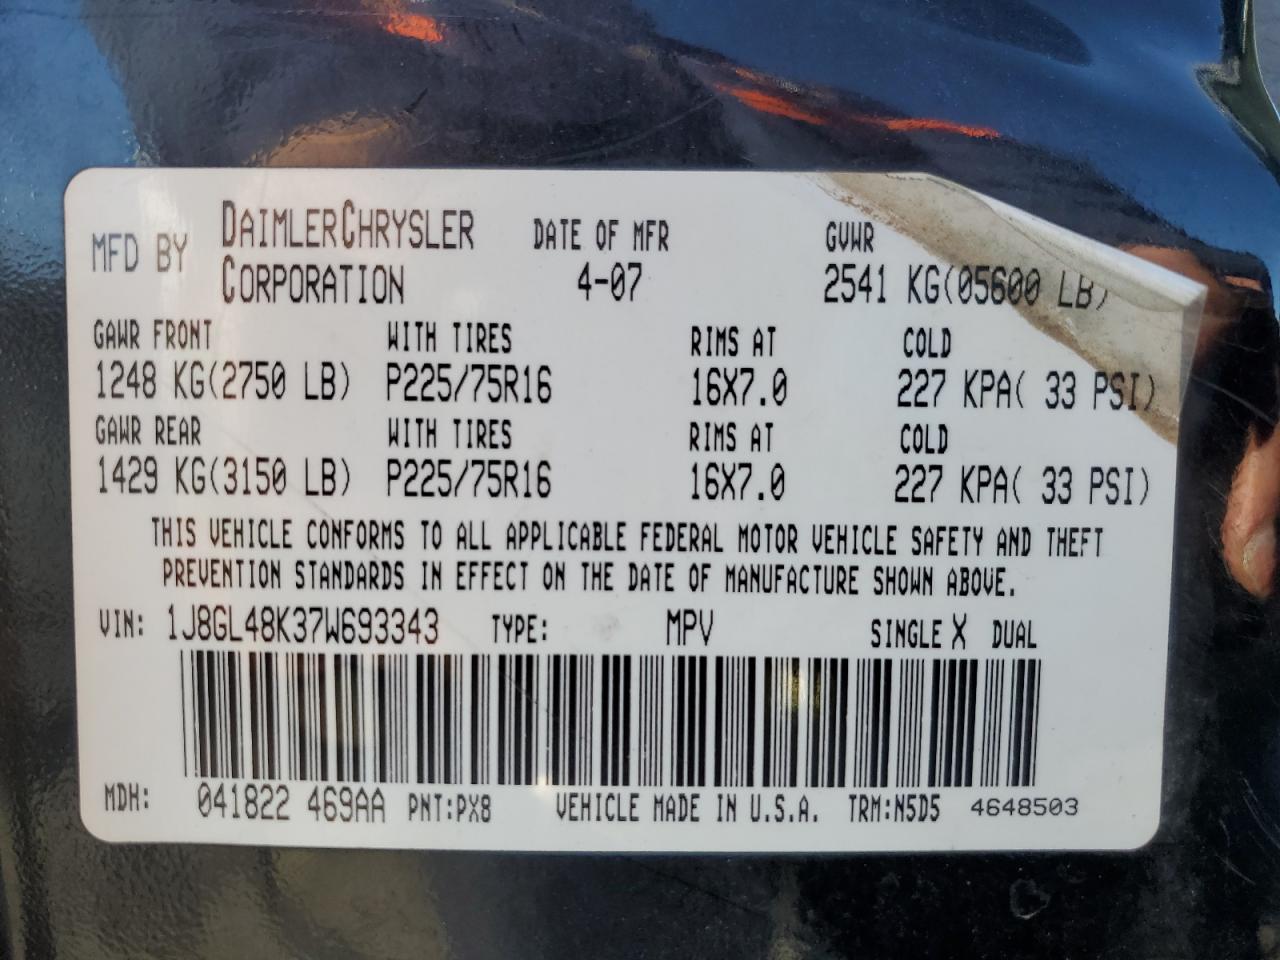 MFD BY DAIMLERCHRYSLER CORPORATION DATE OF MFR 4-07 GVWR 2541 KG(05600 LB)
GAWR FRONT WITH TIRES RIMS AT COLD
1248 KG(2750 LB) P225/75R16 16X7.0 227 KPA( 33 PSI)
GAWR REAR WITH TIRES RIMS AT COLD
1429 KG(3150 LB) P225/75R16 16X7.0 227 KPA( 33 PSI)
THIS VEHICLE CONFORMS TO ALL APPLICABLE FEDERAL MOTOR VEHICLE SAFETY AND THEFT
PREVENTION STANDARDS IN EFFECT ON THE DATE OF MANUFACTURE SHOWN ABOVE.
VIN: 1J8GL48K37W693343 TYPE: MPV SINGLE X DUAL
MDH: 041822 469AA PNT:PX8 VEHICLE MADE IN U.S.A. TRM:N5D5 4648503